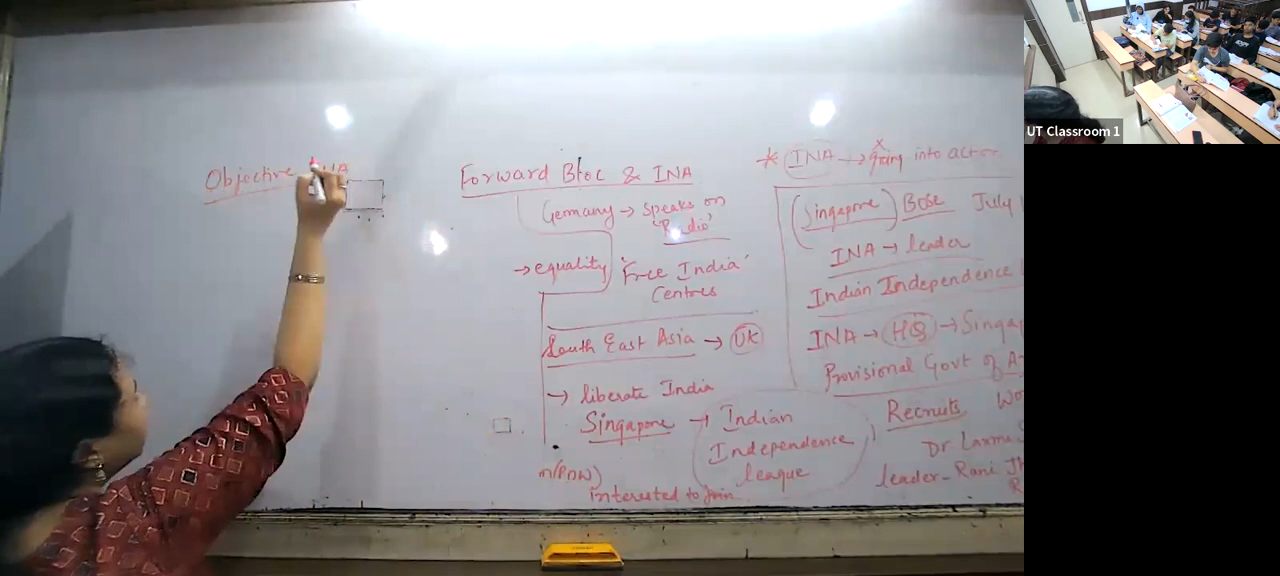 Objective INA
Forward Bloc & INA
Germany → speaks on
'Radio'
→ equality 'Free India'
Centres
South East Asia → UK
→ liberate India
Singapore → Indian
Independence
league
n(POW)
interested to join
* INA → x going into action
(Singapore) Bose July
INA → leader
Indian Independence
INA → HQ →
Provisional Govt of
Recruits
Dr
leader - Rani
UT Classroom 1